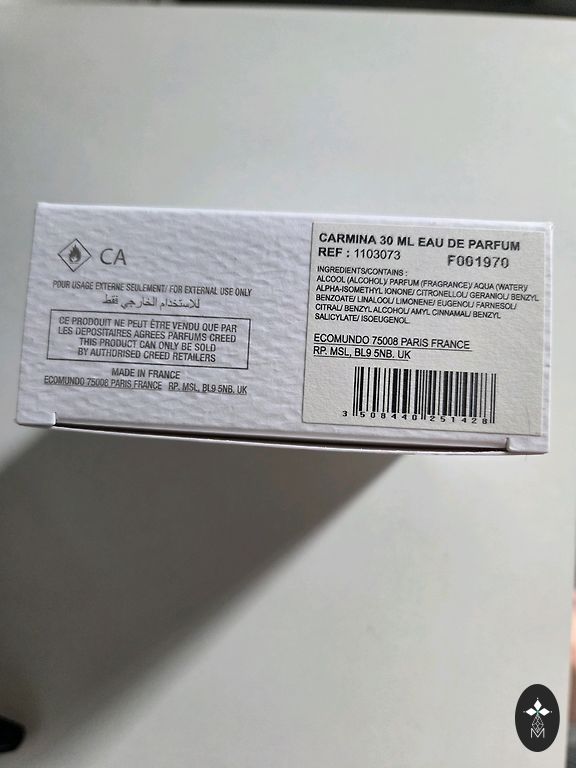 CA
POUR USAGE EXTERNE SEULEMENT/ FOR EXTERNAL USE ONLY
للاستخدام الخارجي فقط
CE PRODUIT NE PEUT ÊTRE VENDU QUE PAR
LES DEPOSITAIRES AGREES PARFUMS CREED
THIS PRODUCT CAN ONLY BE SOLD
BY AUTHORISED CREED RETAILERS
MADE IN FRANCE
ECOMUNDO 75008 PARIS FRANCE RP. MSL, BL9 5NB. UK
CARMINA 30 ML EAU DE PARFUM
REF : 1103073 F001970
INGREDIENTS/CONTAINS :
ALCOOL (ALCOHOL)/ PARFUM (FRAGRANCE)/ AQUA (WATER)/
ALPHA-ISOMETHYL IONONE/ CITRONELLOL/ GERANIOL/ BENZYL
BENZOATE/ LINALOOL/ LIMONENE/ EUGENOL/ FARNESOL/
CITRAL/ BENZYL ALCOHOL/ AMYL CINNAMAL/ BENZYL
SALICYLATE/ ISOEUGENOL.
ECOMUNDO 75008 PARIS FRANCE
RP. MSL, BL9 5NB. UK
3 508440 251428
M